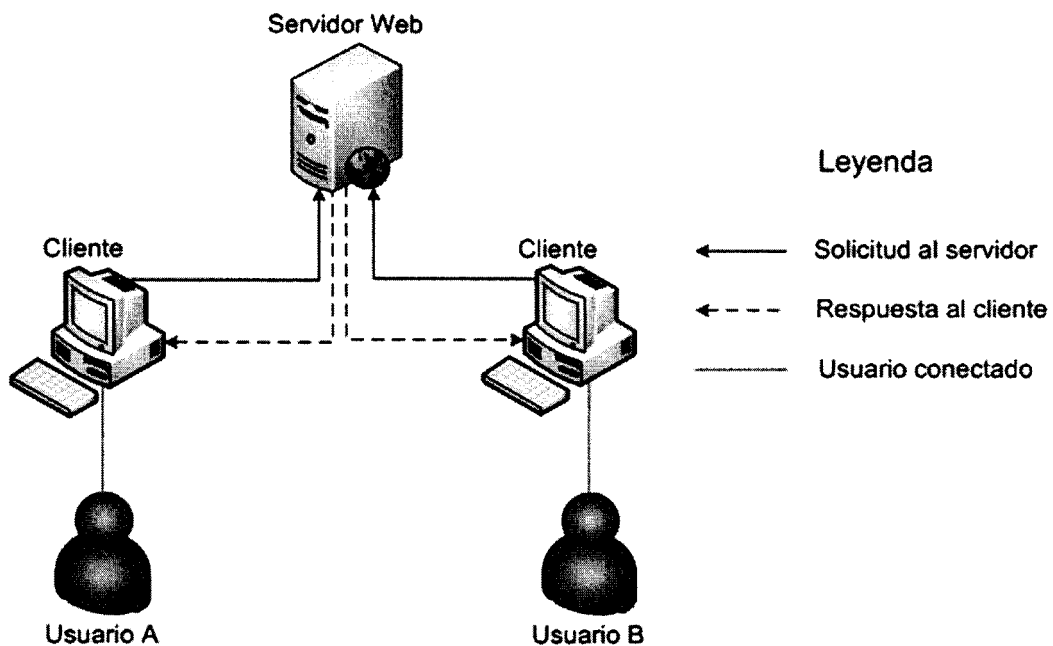 Servidor Web
Leyenda
Cliente
Cliente
Solicitud al servidor
Respuesta al cliente
Usuario conectado
Usuario A
Usuario B